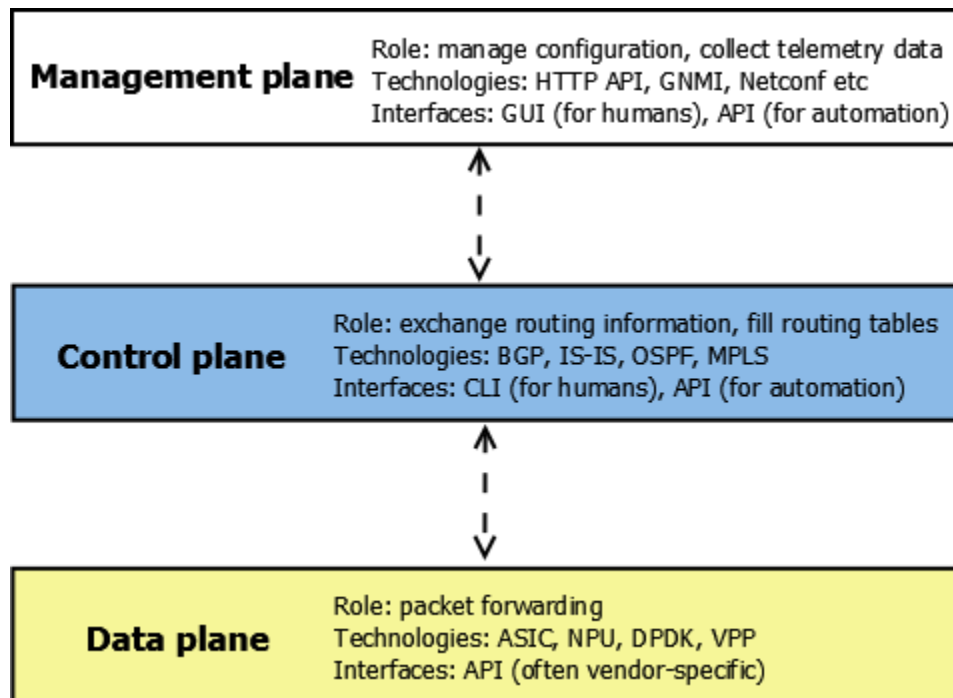 Management plane
Role: manage configuration, collect telemetry data
Technologies: HTTP API, GNMI, Netconf etc
Interfaces: GUI (for humans), API (for automation)
Control plane
Role: exchange routing information, fill routing tables
Technologies: BGP, IS-IS, OSPF, MPLS
Interfaces: CLI (for humans), API (for automation)
Data plane
Role: packet forwarding
Technologies: ASIC, NPU, DPDK, VPP
Interfaces: API (often vendor-specific)